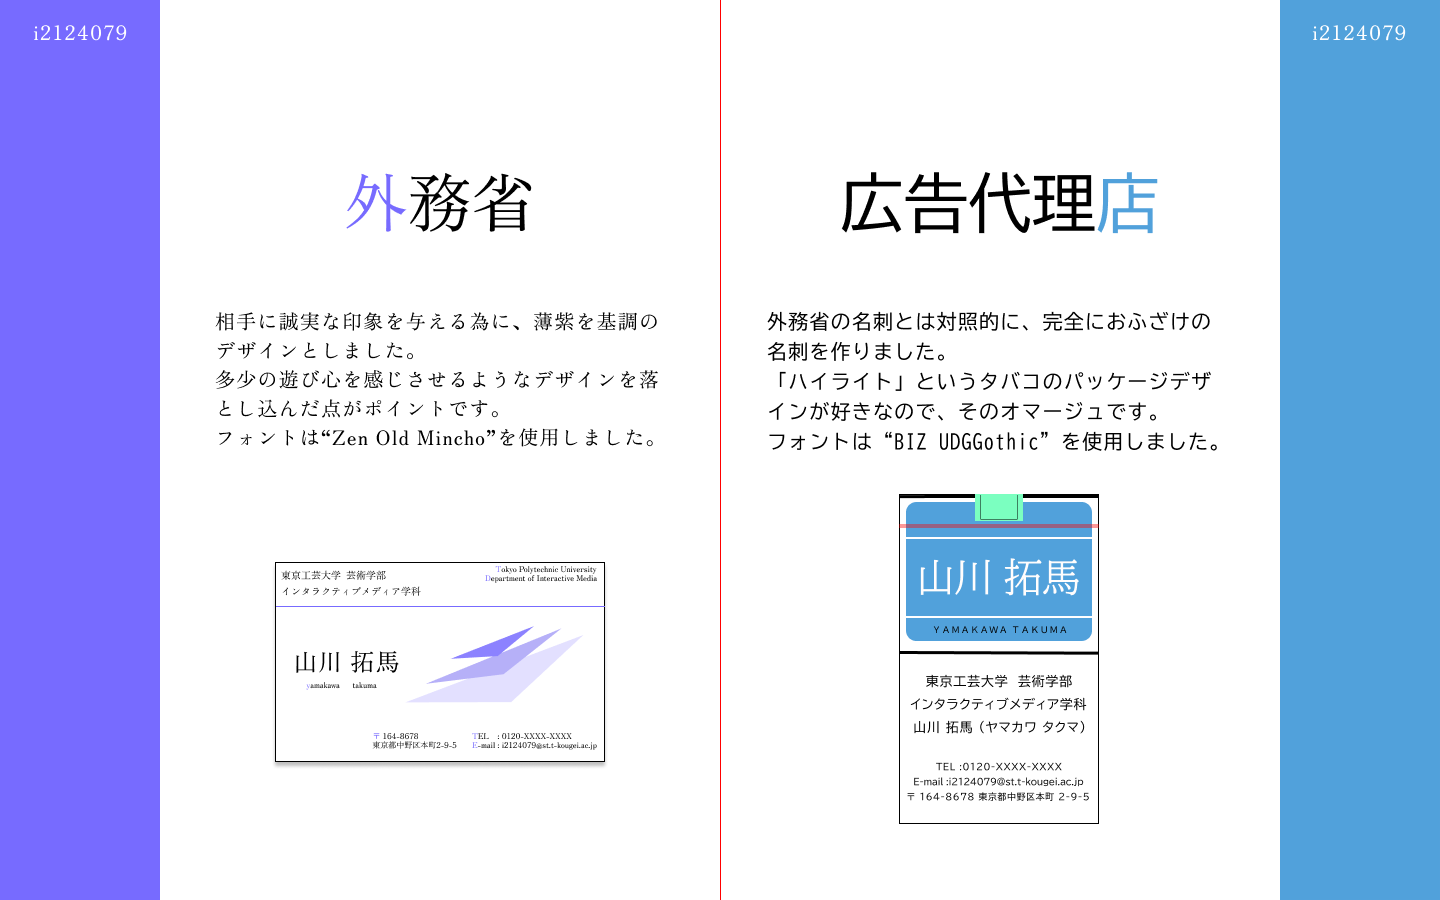 i2124079
外務省
相手に誠実な印象を与える為に、薄紫を基調の
デザインとしました。
多少の遊び心を感じさせるようなデザインを落
とし込んだ点がポイントです。
フォントは“Zen Old Mincho”を使用しました。
東京工芸大学 芸術学部
インタラクティブメディア学科
Tokyo Polytechnic University
Department of Interactive Media
山川 拓馬
yamakawa takuma
〒 164-8678
東京都中野区本町2-9-5
TEL : 0120-XXXX-XXXX
E-mail : i2124079@st.t-kougei.ac.jp
i2124079
広告代理店
外務省の名刺とは対照的に、完全におふざけの
名刺を作りました。
「ハイライト」というタバコのパッケージデザ
インが好きなので、そのオマージュです。
フォントは“BIZ UDGGothic”を使用しました。
山川 拓馬
YAMAKAWA TAKUMA
東京工芸大学 芸術学部
インタラクティブメディア学科
山川 拓馬（ヤマカワ タクマ）
TEL :0120-XXXX-XXXX
E-mail :i2124079@st.t-kougei.ac.jp
〒 164-8678 東京都中野区本町 2-9-5